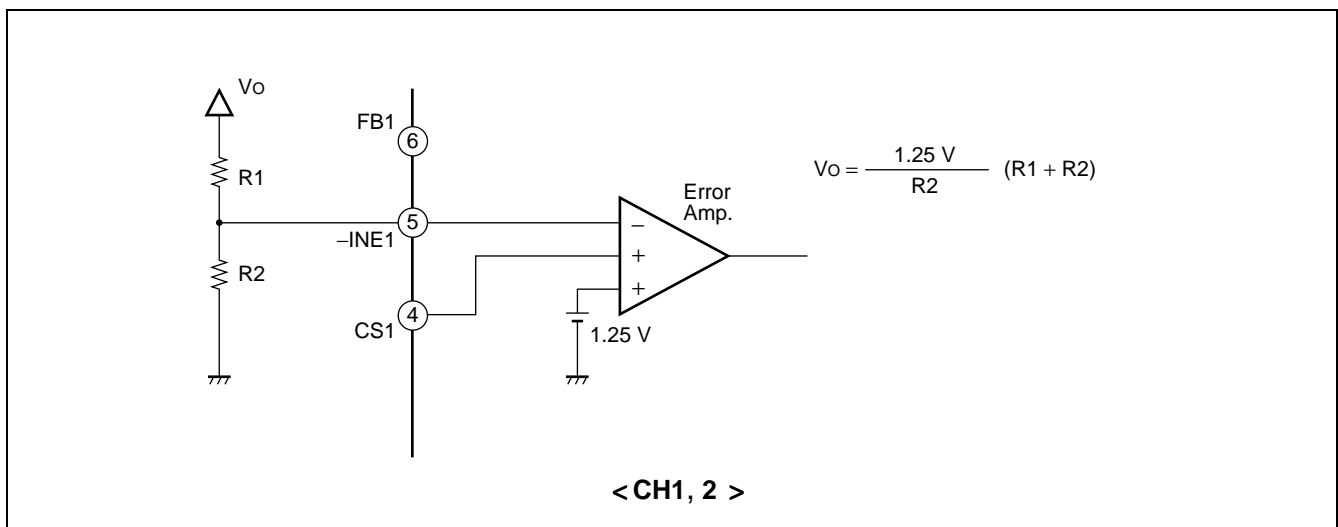 Vo
FB1
6
R1
5
−INE1
R2
4
CS1
Error
Amp.
−
+
+
1.25 V
Vo = 1.25 V / R2 (R1 + R2)
< CH1, 2 >